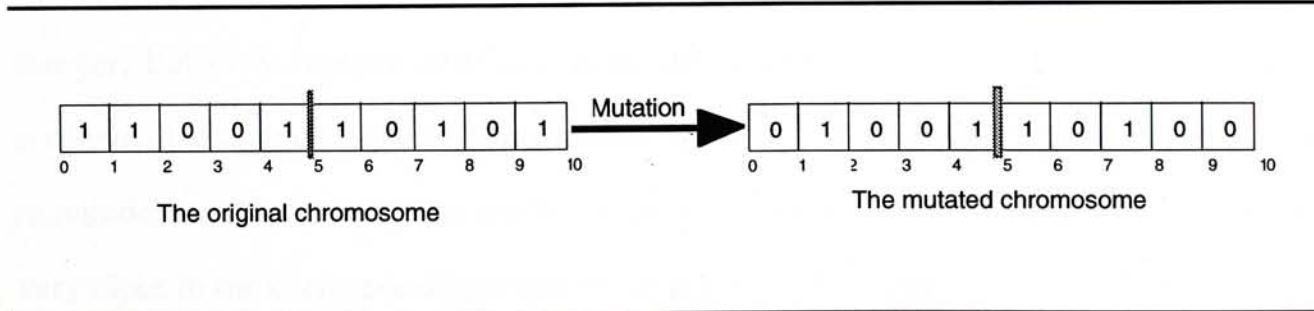 Mutation
1 1 0 0 1 1 0 1 0 1
0 1 0 0 1 1 0 1 0 0
0 1 2 3 4 5 6 7 8 9 10
0 1 2 3 4 5 6 7 8 9 10
The original chromosome
The mutated chromosome